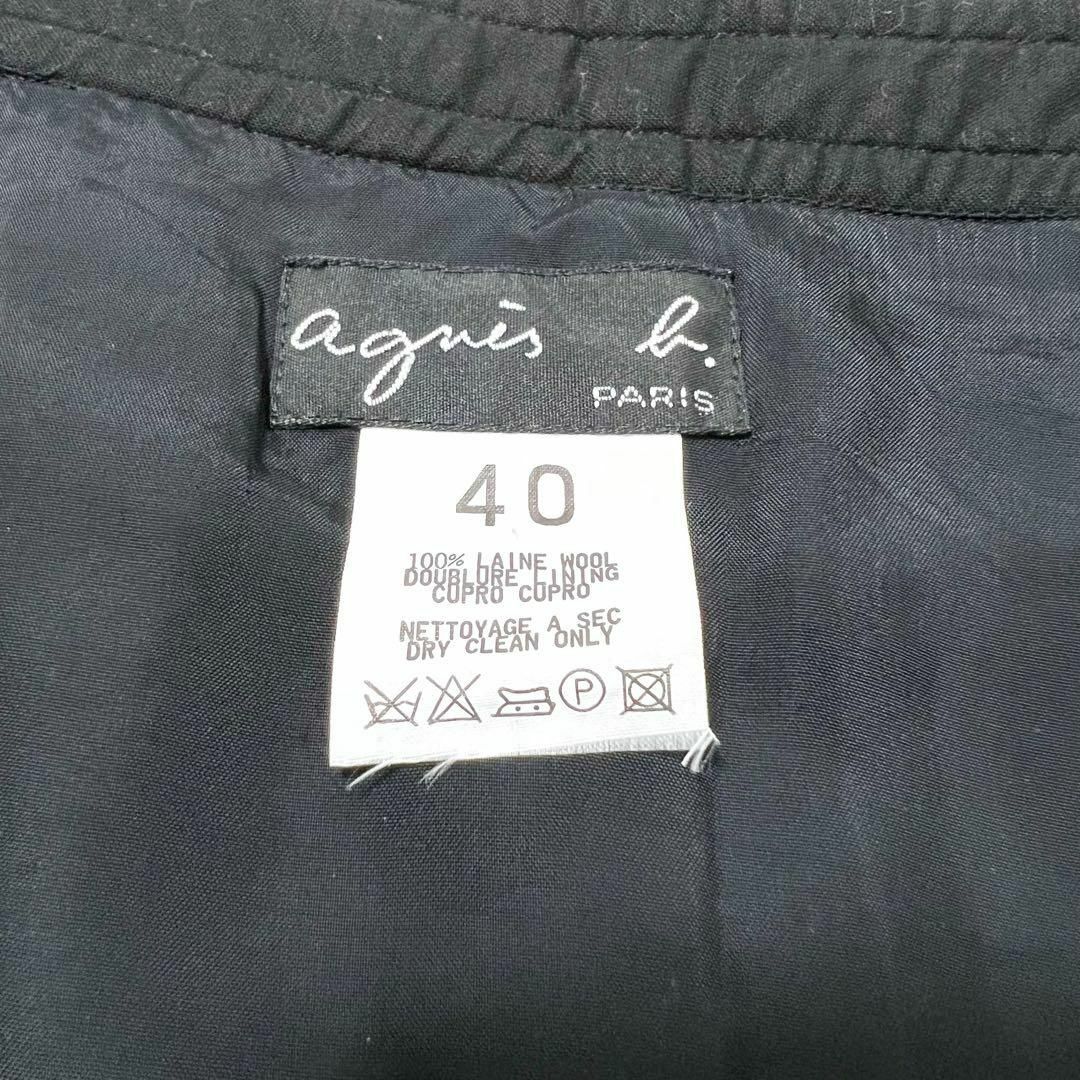 agnès b.
PARIS
40
100% LAINE WOOL
DOUBLURE LINING
CUPRO CUPRO
NETTOYAGE A SEC
DRY CLEAN ONLY
P